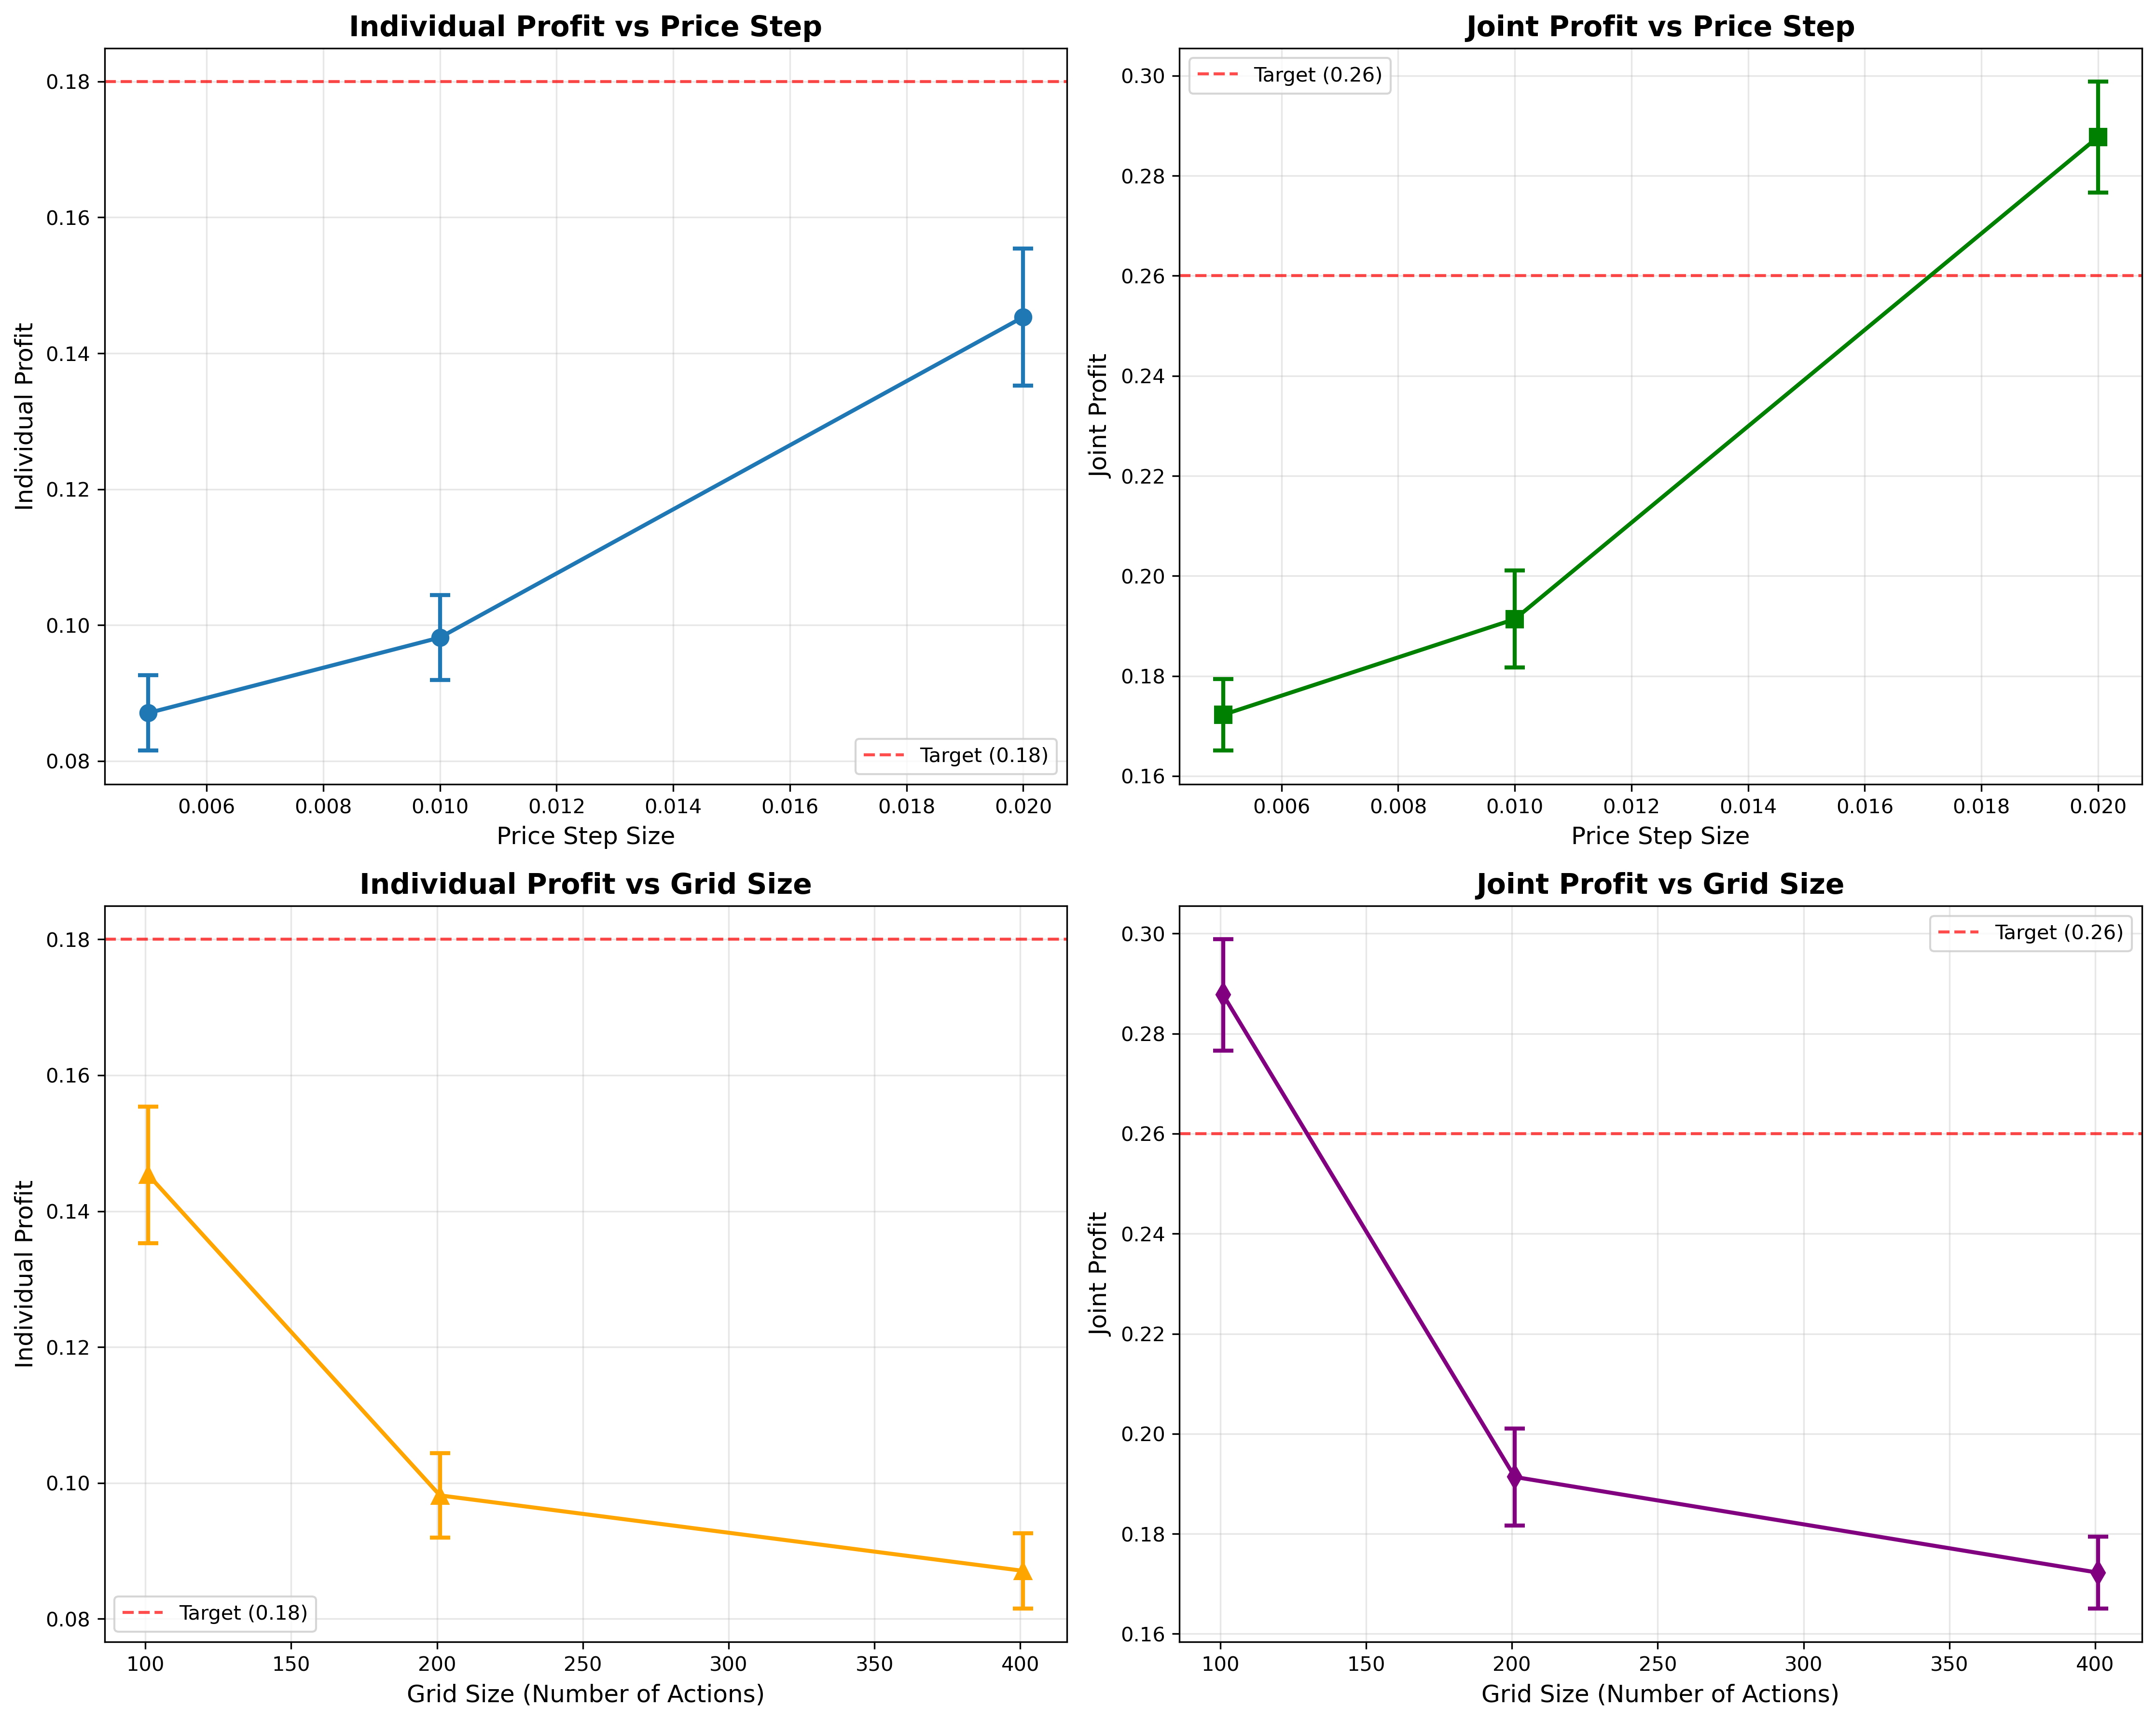 Individual Profit vs Price Step
Individual Profit
0.18
0.16
0.14
0.12
0.10
0.08
Target (0.18)
0.006 0.008 0.010 0.012 0.014 0.016 0.018 0.020
Price Step Size
Joint Profit vs Price Step
Joint Profit
0.30
0.28
0.26
0.24
0.22
0.20
0.18
0.16
Target (0.26)
0.006 0.008 0.010 0.012 0.014 0.016 0.018 0.020
Price Step Size
Individual Profit vs Grid Size
Individual Profit
0.18
0.16
0.14
0.12
0.10
0.08
Target (0.18)
100 150 200 250 300 350 400
Grid Size (Number of Actions)
Joint Profit vs Grid Size
Joint Profit
0.30
0.28
0.26
0.24
0.22
0.20
0.18
0.16
Target (0.26)
100 150 200 250 300 350 400
Grid Size (Number of Actions)